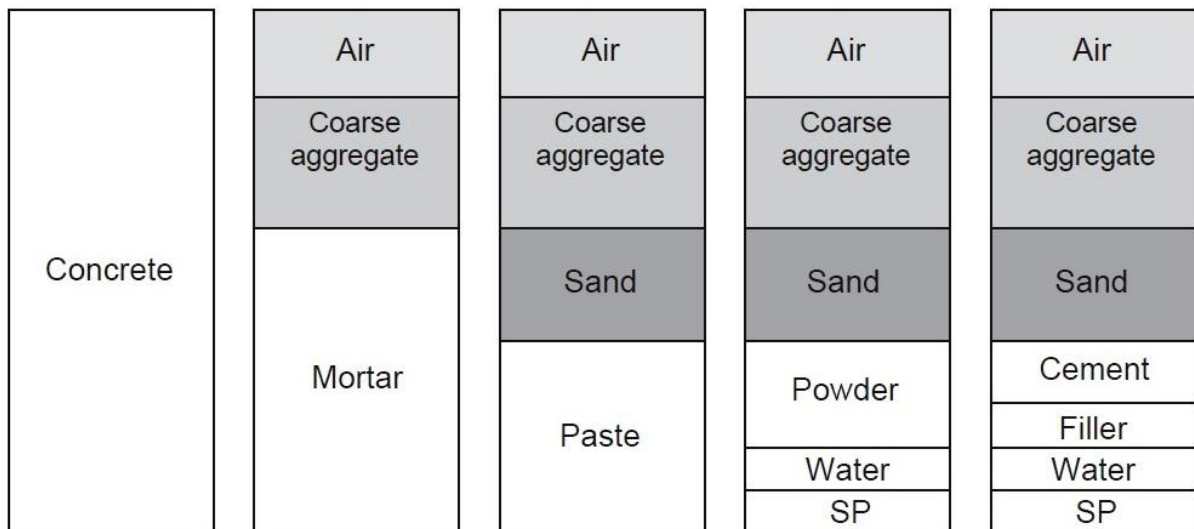 Concrete
Air
Coarse
aggregate
Mortar
Air
Coarse
aggregate
Sand
Paste
Air
Coarse
aggregate
Sand
Powder
Water
SP
Air
Coarse
aggregate
Sand
Cement
Filler
Water
SP